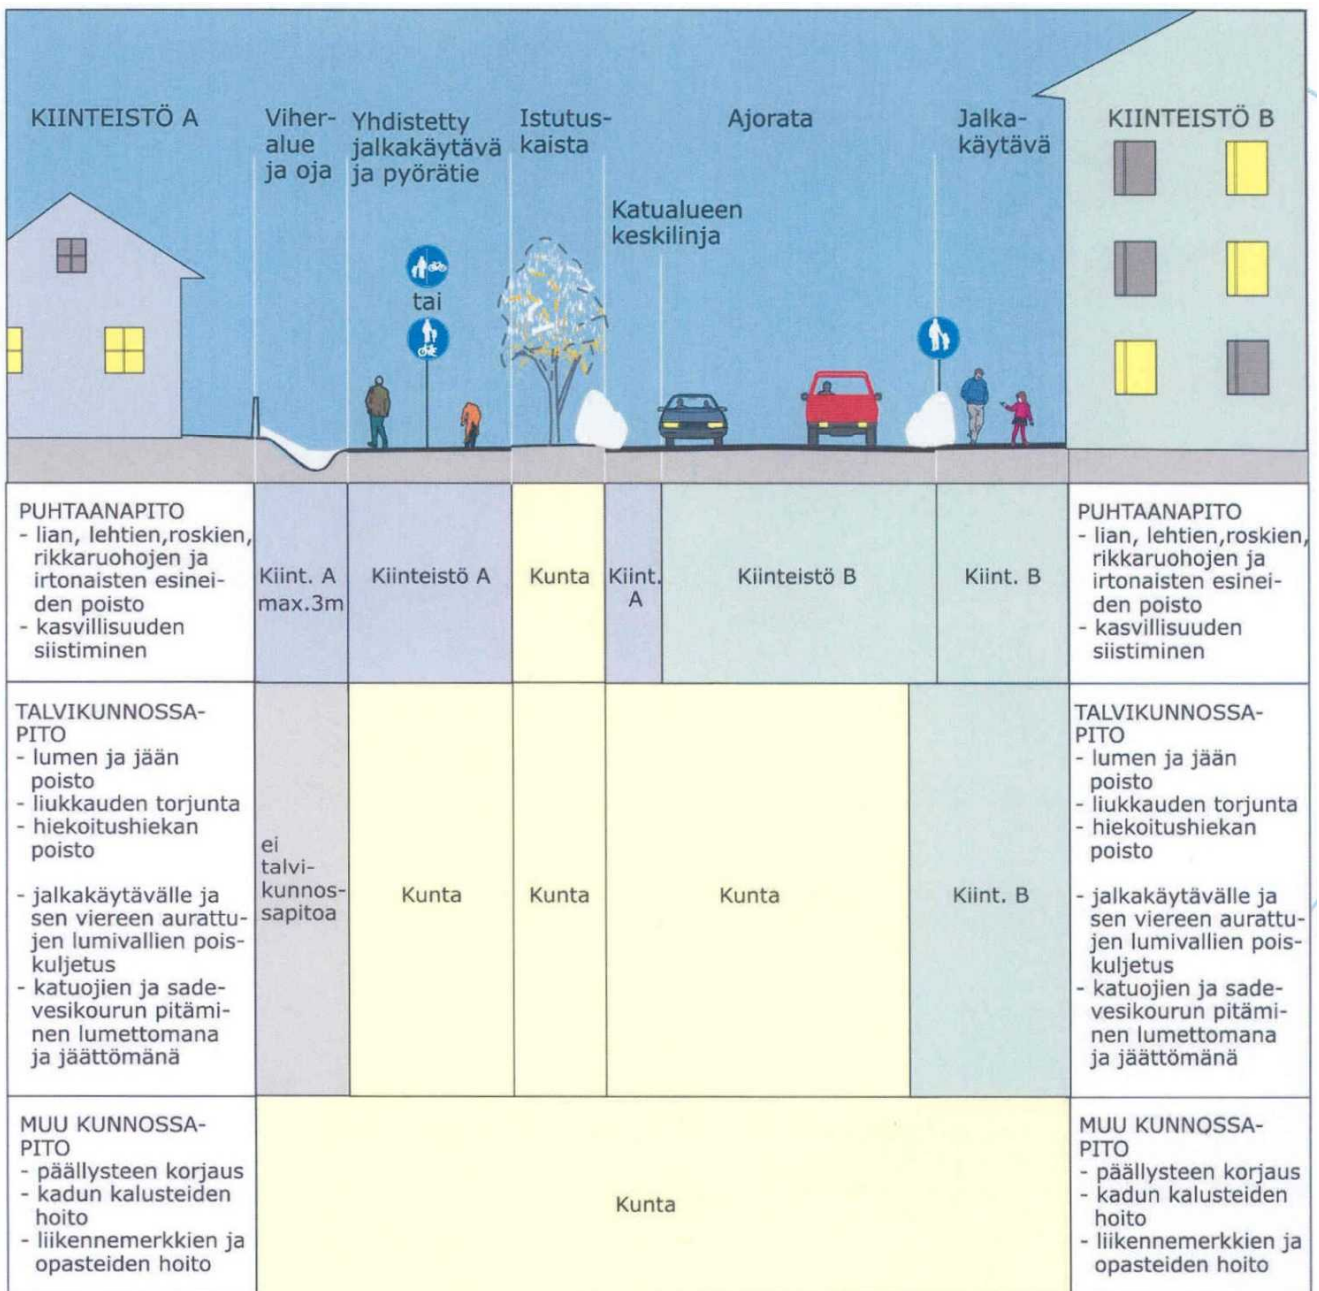 KIINTEISTÖ A
Viher-
alue
ja oja
Yhdistetty
jalkakäytävä
ja pyörätie
Istutus-
kaista
Ajorata
Jalka-
käytävä
KIINTEISTÖ B
Katualueen
keskilinja
tai
PUHTAANAPITO
- lian, lehtien,roskien,
rikkaruohojen ja
irtonaisten esinei-
den poisto
- kasvillisuuden
siistiminen
Kiint. A
max.3m
Kiinteistö A
Kunta
Kiint.
A
Kiinteistö B
Kiint. B
PUHTAANAPITO
- lian, lehtien,roskien,
rikkaruohojen ja
irtonaisten esinei-
den poisto
- kasvillisuuden
siistiminen
TALVIKUNNOSSA-
PITO
- lumen ja jään
poisto
- liukkauden torjunta
- hiekoitushiekan
poisto
- jalkakäytävälle ja
sen viereen aurattu-
jen lumivallien pois-
kuljetus
- katuojien ja sade-
vesikourun pitämi-
nen lumettomana
ja jäättömänä
ei
talvi-
kunnos-
sapitoa
Kunta
Kunta
Kunta
Kiint. B
TALVIKUNNOSSA-
PITO
- lumen ja jään
poisto
- liukkauden torjunta
- hiekoitushiekan
poisto
- jalkakäytävälle ja
sen viereen aurattu-
jen lumivallien pois-
kuljetus
- katuojien ja sade-
vesikourun pitämi-
nen lumettomana
ja jäättömänä
MUU KUNNOSSA-
PITO
- päällysteen korjaus
- kadun kalusteiden
hoito
- liikennemerkkien ja
opasteiden hoito
Kunta
MUU KUNNOSSA-
PITO
- päällysteen korjaus
- kadun kalusteiden
hoito
- liikennemerkkien ja
opasteiden hoito